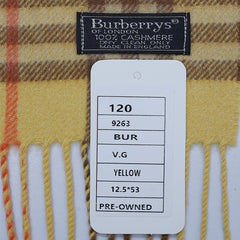 Burberrys®
OF LONDON
100% CASHMERE
DRY CLEAN ONLY
MADE IN ENGLAND
120
9263
BUR
V.G
YELLOW
12.5*53
PRE-OWNED